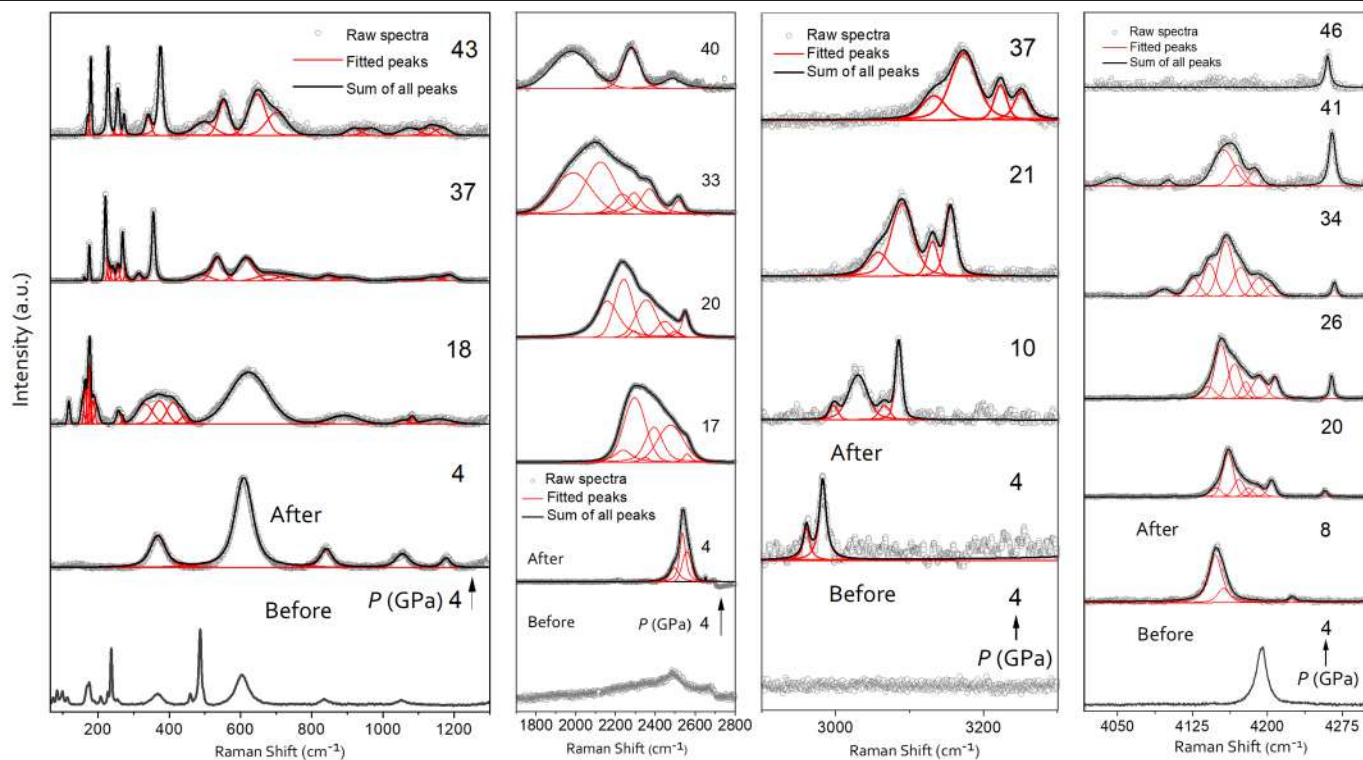 Intensity (a.u.)
Raw spectra
Fitted peaks
Sum of all peaks
43
37
18
4
After
P (GPa) 4
Before
200 400 600 800 1000 1200
Raman Shift (cm⁻¹)
40
33
20
17
Raw spectra
Fitted peaks
Sum of all peaks
After
4
Before
P (GPa) 4
1800 2000 2200 2400 2600 2800
Raman Shift (cm⁻¹)
Raw spectra
Fitted peaks
Sum of all peaks
37
21
10
After
4
Before
4
P (GPa)
3000 3200
Raman Shift (cm⁻¹)
Raw spectra
Fitted peaks
Sum of all peaks
46
41
34
26
20
After
8
Before
4
P (GPa)
4050 4125 4200 4275
Raman Shift (cm⁻¹)